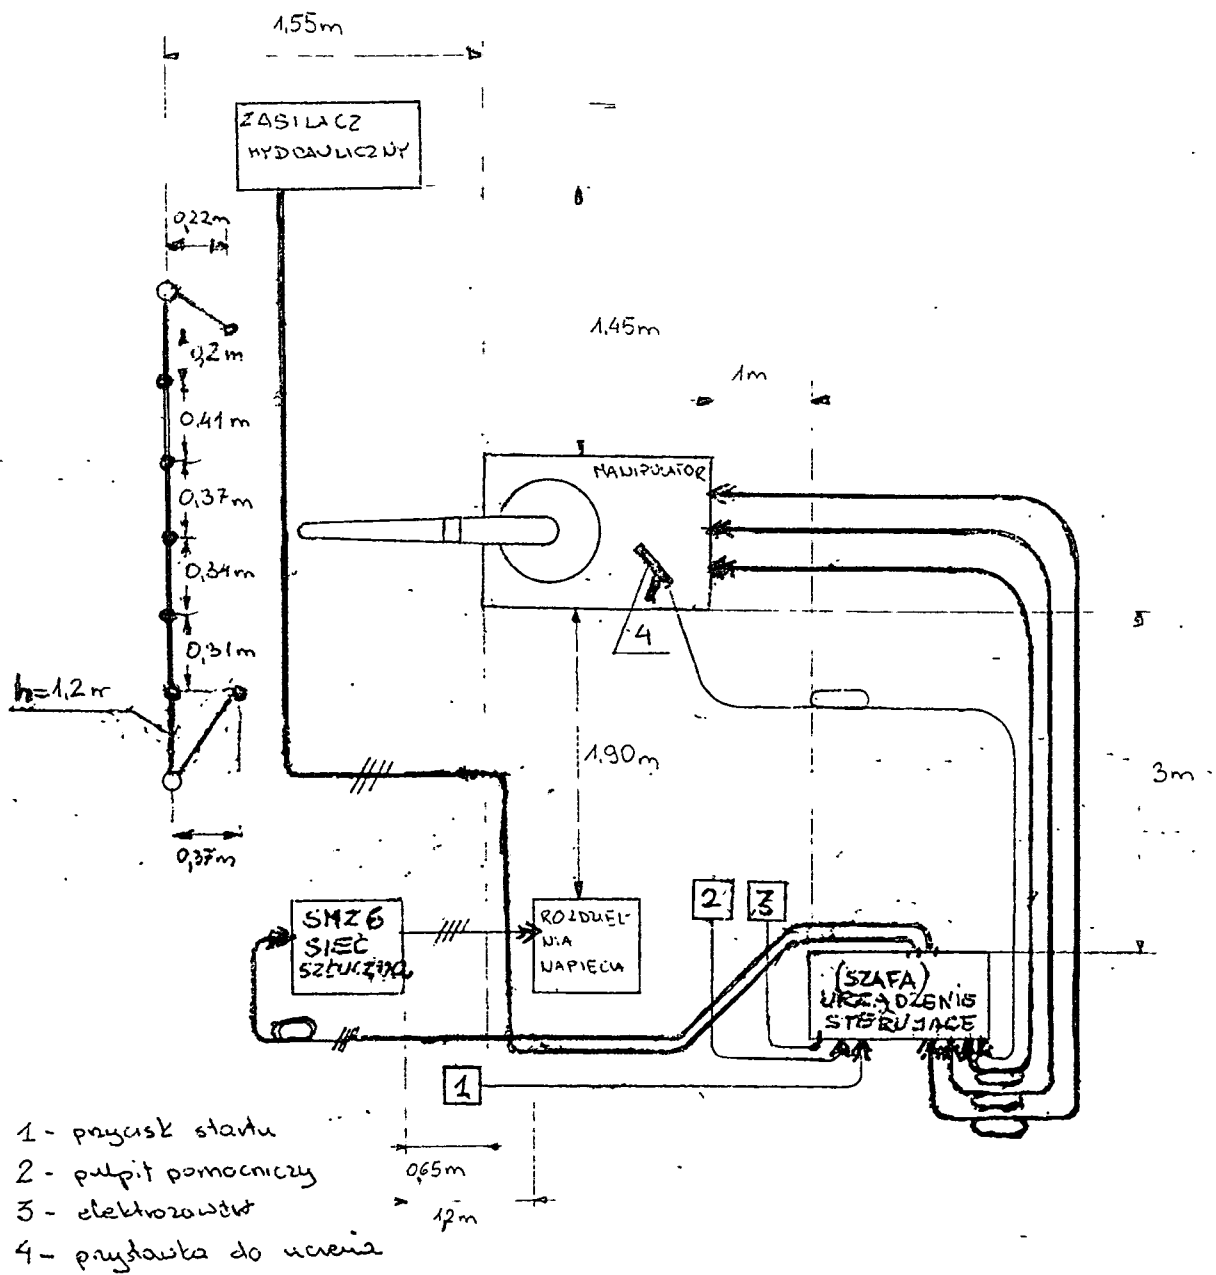 1,55m
ZASILACZ
HYDRAULICZNY
0,22m
0,2m
1,45m
1m
0,41m
MANIPULATOR
0,37m
0,34m
4
0,31m
h=1,2m
1,90m
3m
0,37m
2
3
SMZ6
SIEĆ
SZTUCZNA
ROZDZIEL-
NIA
NAPIĘCIA
(SZAFA)
URZĄDZENIE
STERUJĄCE
1
1 - przycisk startu
0,65m
2 - pulpit pomocniczy
1,2m
3 - elektrozawór
4 - przystawka do uczenia